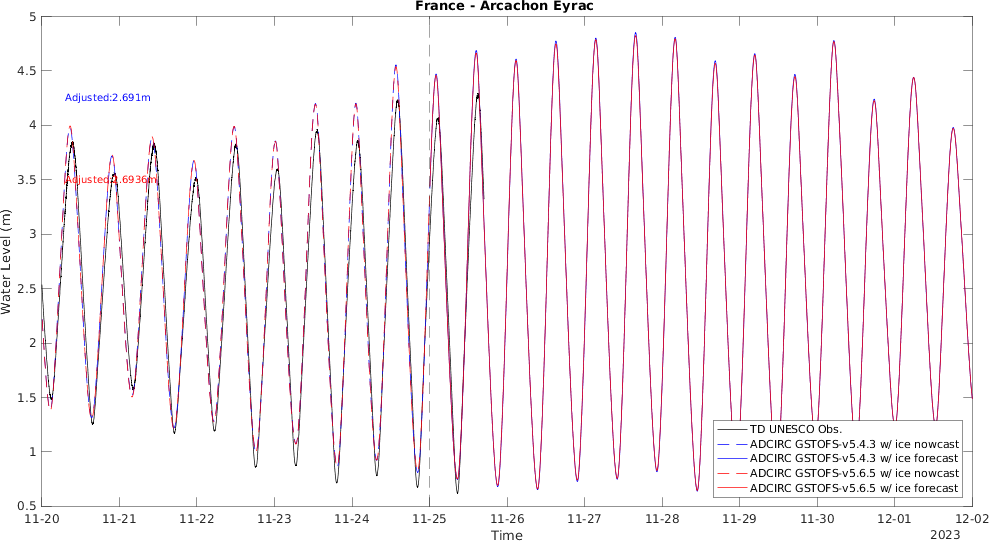 France - Arcachon Eyrac
Water Level (m)
5
4.5
4
3.5
3
2.5
2
1.5
1
0.5
Adjusted:2.691m
Adjusted:2.6936m
TD UNESCO Obs.
ADCIRC GSTOFS-v5.4.3 w/ ice nowcast
ADCIRC GSTOFS-v5.4.3 w/ ice forecast
ADCIRC GSTOFS-v5.6.5 w/ ice nowcast
ADCIRC GSTOFS-v5.6.5 w/ ice forecast
11-20 11-21 11-22 11-23 11-24 11-25 11-26 11-27 11-28 11-29 11-30 12-01 12-02
Time
2023